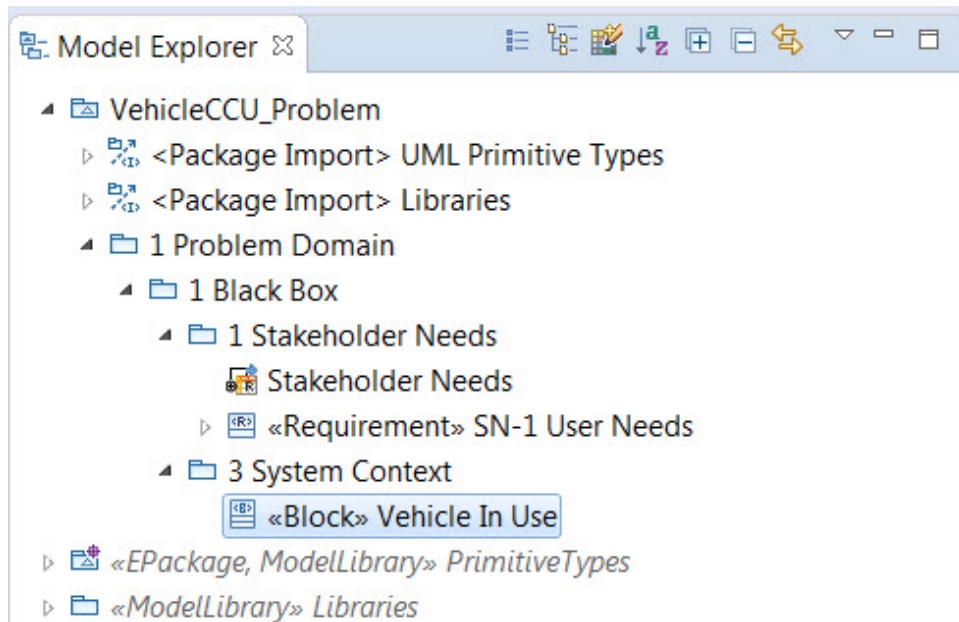 Model Explorer
VehicleCCU_Problem
<Package Import> UML Primitive Types
<Package Import> Libraries
1 Problem Domain
1 Black Box
1 Stakeholder Needs
Stakeholder Needs
«Requirement» SN-1 User Needs
3 System Context
«Block» Vehicle In Use
«EPackage, ModelLibrary» PrimitiveTypes
«ModelLibrary» Libraries